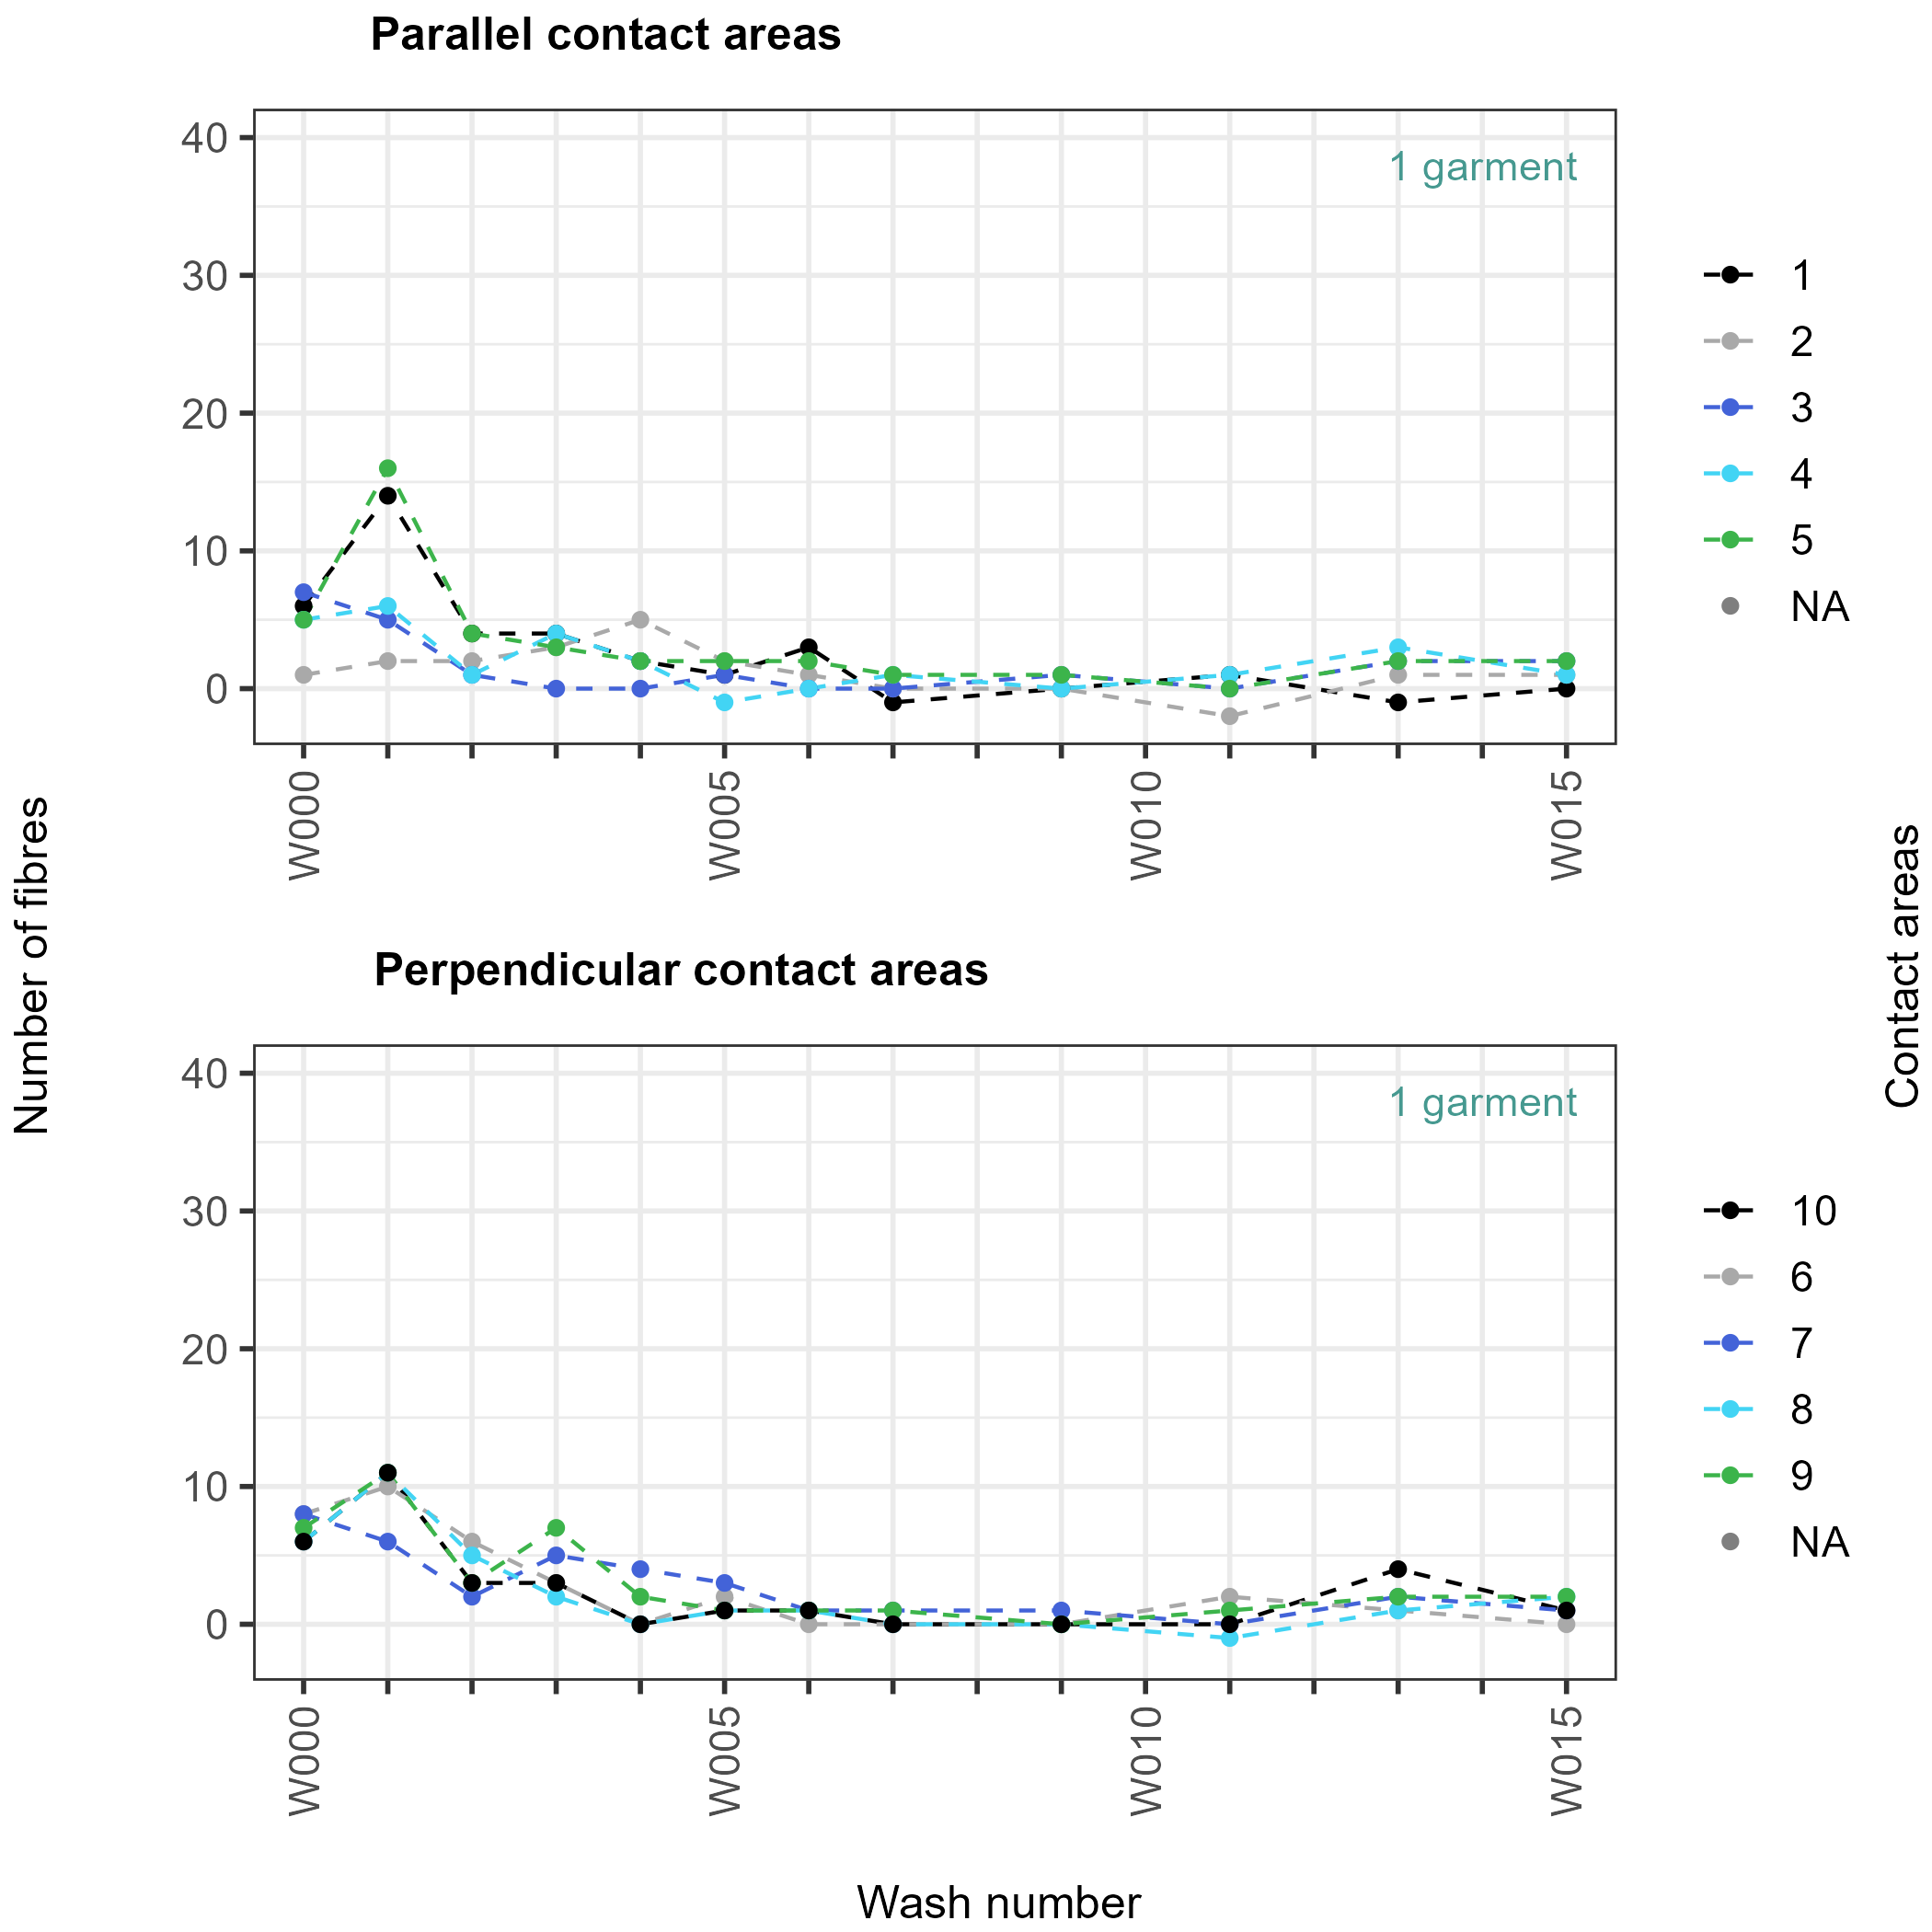 Parallel contact areas
40
30
20
10
0
1 garment
W000
W005
W010
W015
1
2
3
4
5
NA
Number of fibres
Contact areas
Perpendicular contact areas
40
30
20
10
0
1 garment
W000
W005
W010
W015
10
6
7
8
9
NA
Wash number